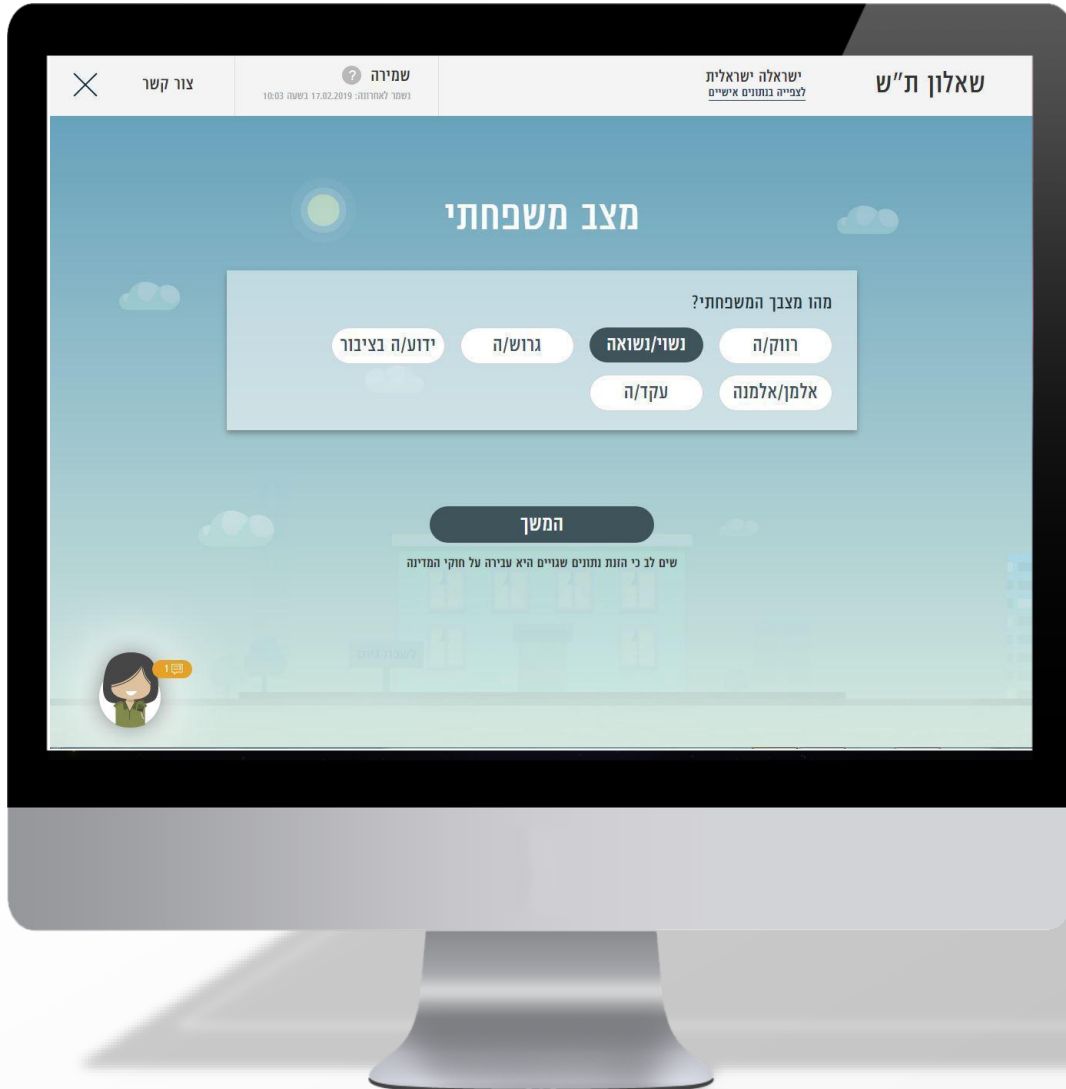 שאלון ת"ש
ישראלה ישראלית
לצפייה בנתונים אישיים
שמירה ?
נשמר לאחרונה: 17.02.2019 בשעה 10:03
צור קשר
מצב משפחתי
מהו מצבך המשפחתי?
רווק/ה נשוי/נשואה גרוש/ה ידוע/ה בציבור
אלמן/אלמנה עקד/ה
המשך
שים לב כי הזנת נתונים שגויים היא עבירה על חוקי המדינה
לשכת גיוס
1